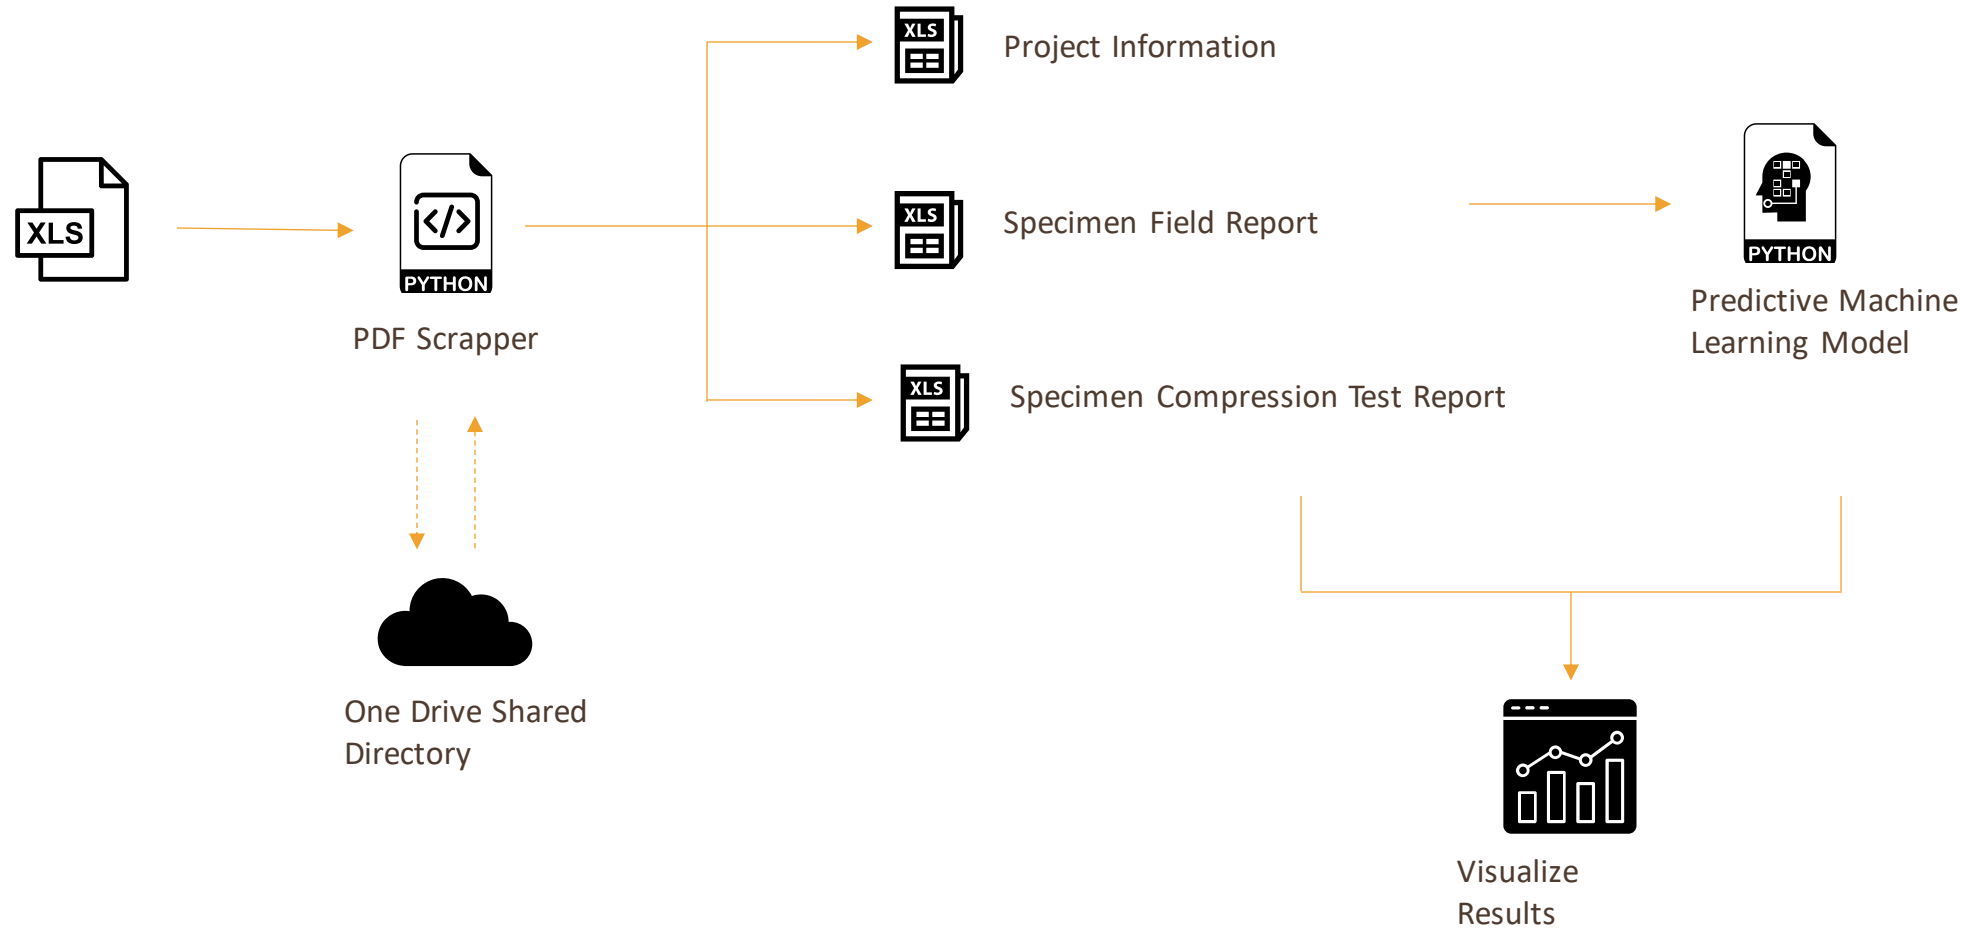 XLS
Project Information
XLS
PYTHON
PDF Scrapper
XLS
Specimen Field Report
XLS
Specimen Compression Test Report
PYTHON
Predictive Machine
Learning Model
One Drive Shared
Directory
Visualize
Results